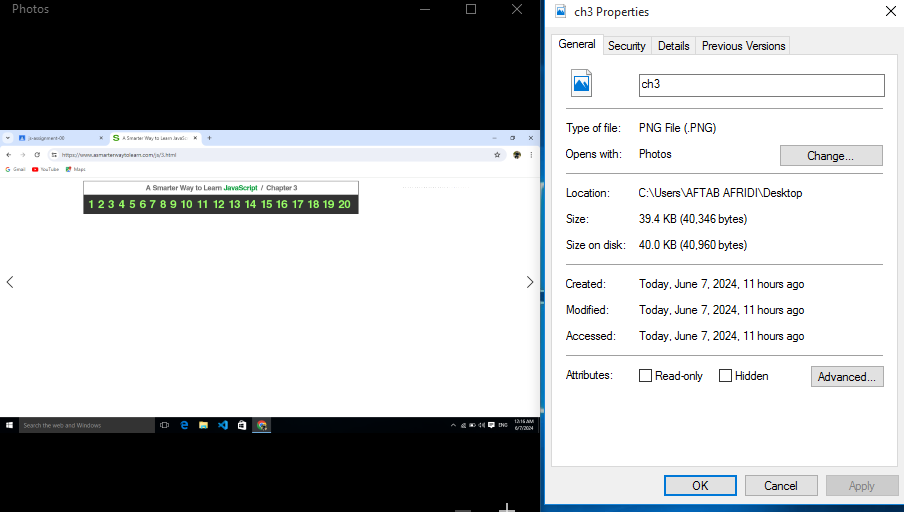 Photos
js-assignment-06
A Smarter Way to Learn JavaSc
https://www.asmarterwaytolearn.com/js/3.html
Gmail YouTube Maps
A Smarter Way to Learn JavaScript / Chapter 3
1 2 3 4 5 6 7 8 9 10 11 12 13 14 15 16 17 18 19 20
Search the web and Windows
ENG
12:16 AM
6/7/2024
ch3 Properties
General Security Details Previous Versions
ch3
Type of file: PNG File (.PNG)
Opens with: Photos Change...
Location: C:\Users\AFTAB AFRIDI\Desktop
Size: 39.4 KB (40,346 bytes)
Size on disk: 40.0 KB (40,960 bytes)
Created: Today, June 7, 2024, 11 hours ago
Modified: Today, June 7, 2024, 11 hours ago
Accessed: Today, June 7, 2024, 11 hours ago
Attributes: Read-only Hidden Advanced...
OK Cancel Apply